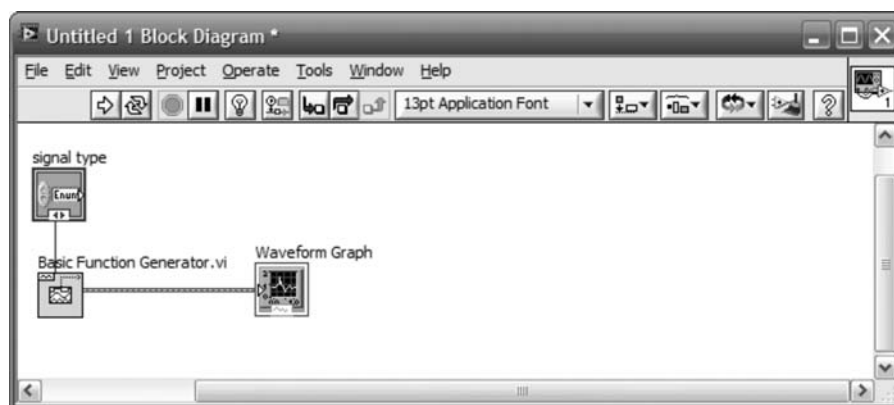 Untitled 1 Block Diagram *
File Edit View Project Operate Tools Window Help
13pt Application Font
1
signal type
Enum
Basic Function Generator.vi
Waveform Graph